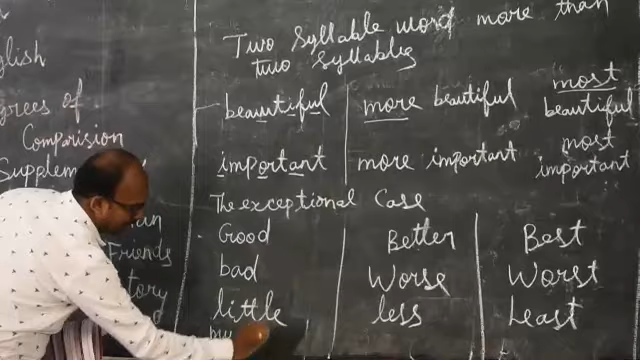 glish
grees of
Comparision
Supplem
an
Friends
tory
Two Syllable word more than
two Syllables
beautiful more beautiful most beautiful
important more important most important
The exceptional Case
Good Better Best
bad Worse Worst
little less Least